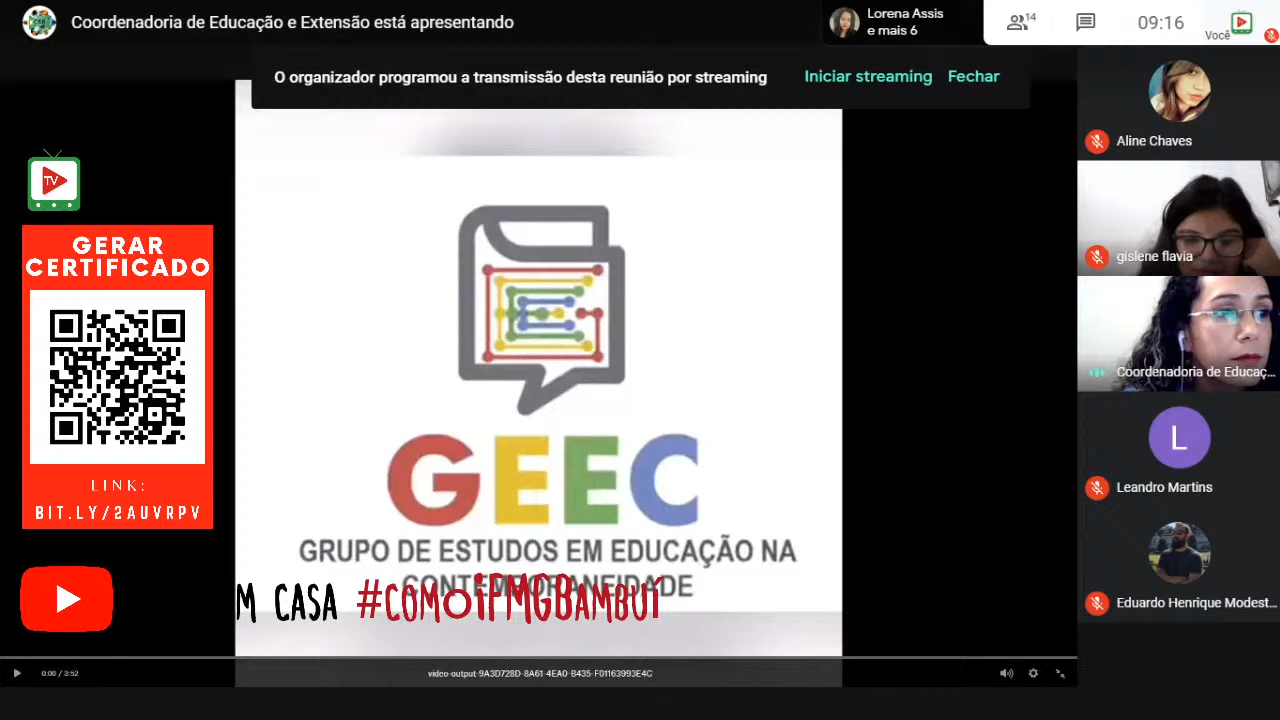 Coordenadoria de Educação e Extensão está apresentando
Lorena Assis
e mais 6
14
09:16
Você
O organizador programou a transmissão desta reunião por streaming
Iniciar streaming
Fechar
Aline Chaves
TV
GERAR
CERTIFICADO
gislene flavia
Coordenadoria de Educaç...
L
Leandro Martins
LINK:
BIT.LY/2AUVRPV
GEEC
GRUPO DE ESTUDOS EM EDUCAÇÃO NA
CONTEMPORANEIDADE
M CASA #COMOIFMGBAMBUÍ
Eduardo Henrique Modest...
0:00 / 3:52
video-output-9A3D728D-8A61-4EA0-B435-F01163993E4C